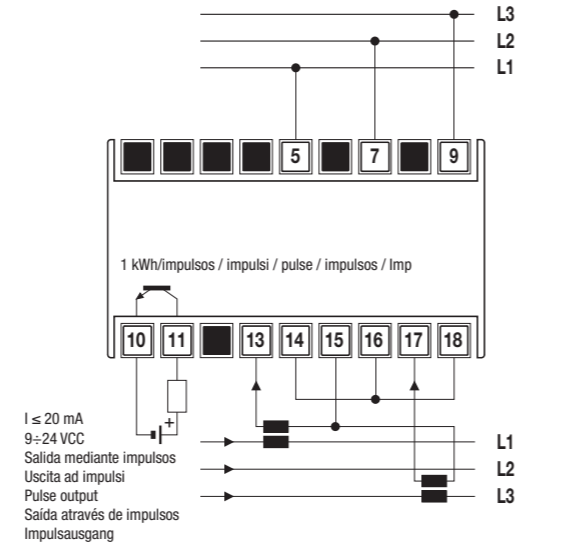 L3
L2
L1
5 7 9
1 kWh/impulsos / impulsi / pulse / impulsos / Imp
10 11 13 14 15 16 17 18
+
I ≤ 20 mA
9÷24 VCC
Salida mediante impulsos
Uscita ad impulsi
Pulse output
Saída através de impulsos
Impulsausgang
L1
L2
L3